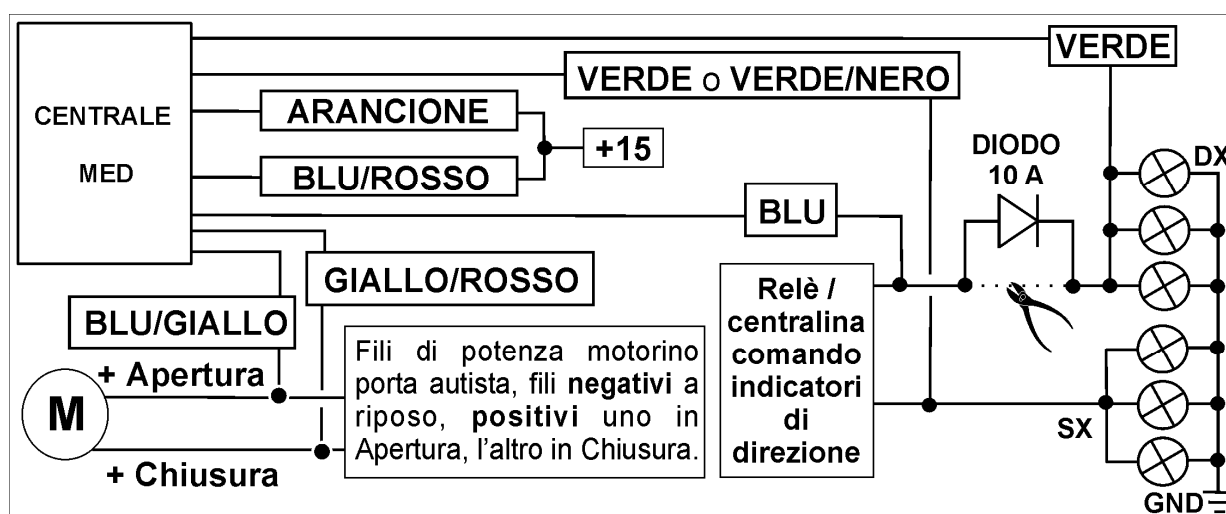 CENTRALE
MED
VERDE
VERDE o VERDE/NERO
ARANCIONE
+15
BLU/ROSSO
DIODO
10 A
DX
BLU
GIALLO/ROSSO
BLU/GIALLO
+ Apertura
M
+ Chiusura
Fili di potenza motorino
porta autista, fili negativi a
riposo, positivi uno in
Apertura, l'altro in Chiusura.
Relè /
centralina
comando
indicatori
di
direzione
SX
GND